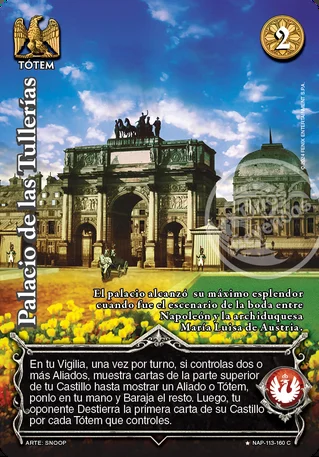 TÓTEM
2
Palacio de las Tullerías
©2024 FENIX ENTERTAINMENT S.P.A.
El palacio alcanzó su máximo esplendor
cuando fue el escenario de la boda entre
Napoleón y la archiduquesa
María Luisa de Austria.
En tu Vigilia, una vez por turno, si controlas dos o
más Aliados, muestra cartas de la parte superior
de tu Castillo hasta mostrar un Aliado o Tótem,
ponlo en tu mano y Baraja el resto. Luego, tu
oponente Destierra la primera carta de su Castillo
por cada Tótem que controles.
ARTE: SNOOP
★ NAP-113-160 C